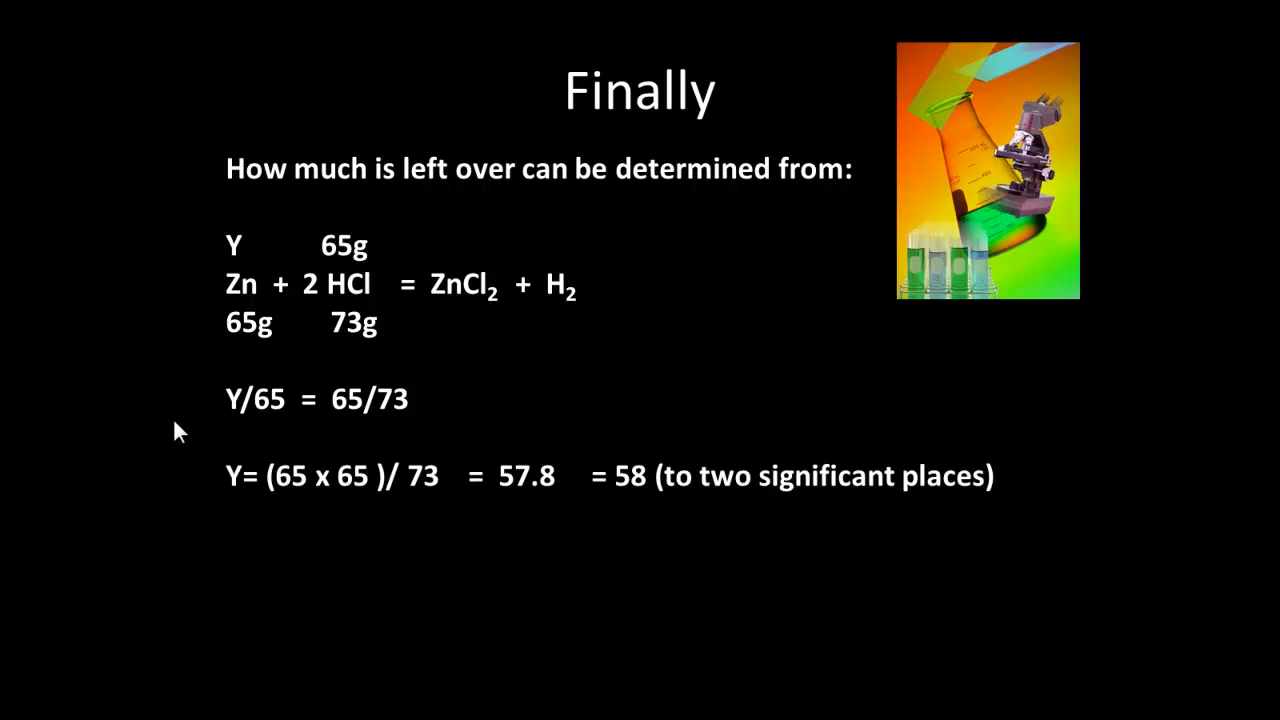 Finally
How much is left over can be determined from:
Y 65g
Zn + 2 HCl = ZnCl₂ + H₂
65g 73g
Y/65 = 65/73
Y= (65 x 65 )/ 73 = 57.8 = 58 (to two significant places)